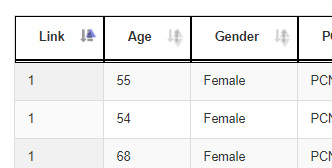 Link Age Gender
1 55 Female PCN
1 54 Female PCN
1 68 Female PCN